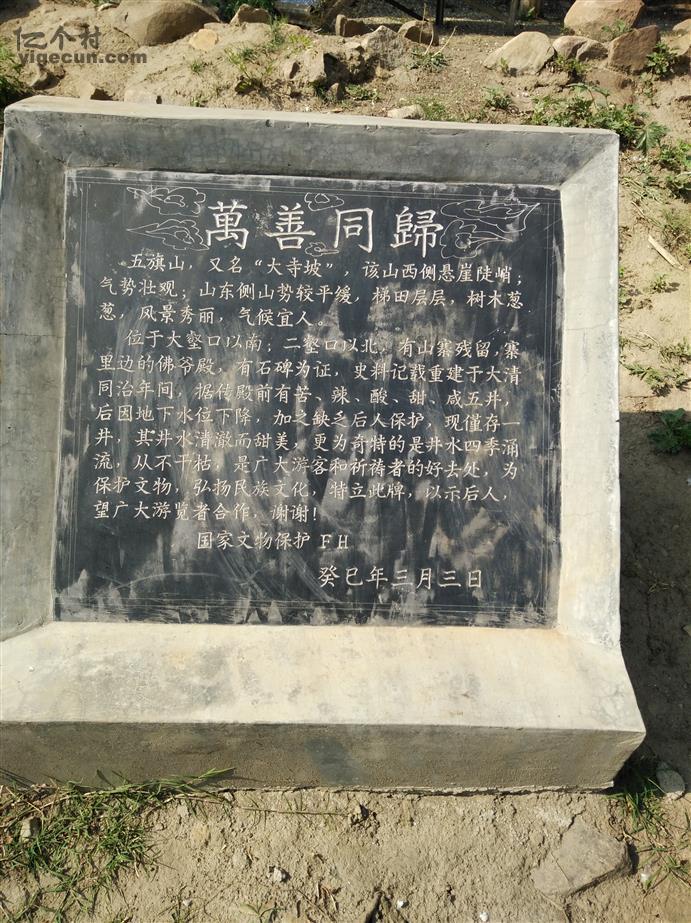 亿个村
yigecun.com
萬善同歸
五旗山，又名“大寺坡”，该山西侧悬崖陡峭；
气势壮观；山东侧山势较平缓，梯田层层，树木葱
葱，风景秀丽，气候宜人。
位于大壑口以南；二壑口以北，有山寨残留，寨
里边的佛爷殿，有石碑为证，史料记载重建于大清
同治年间，据传殿前有苦、辣、酸、甜、咸五井，
后因地下水位下降，加之缺乏后人保护，现僅存一
井，其井水清澈而甜美，更为奇特的是井水四季涌
流，从不干枯，是广大游客和祈祷者的好去处，为
保护文物，弘扬民族文化，特立此牌，以示后人，
望广大游览者合作，谢谢！
国家文物保护FH
癸巳年三月三日